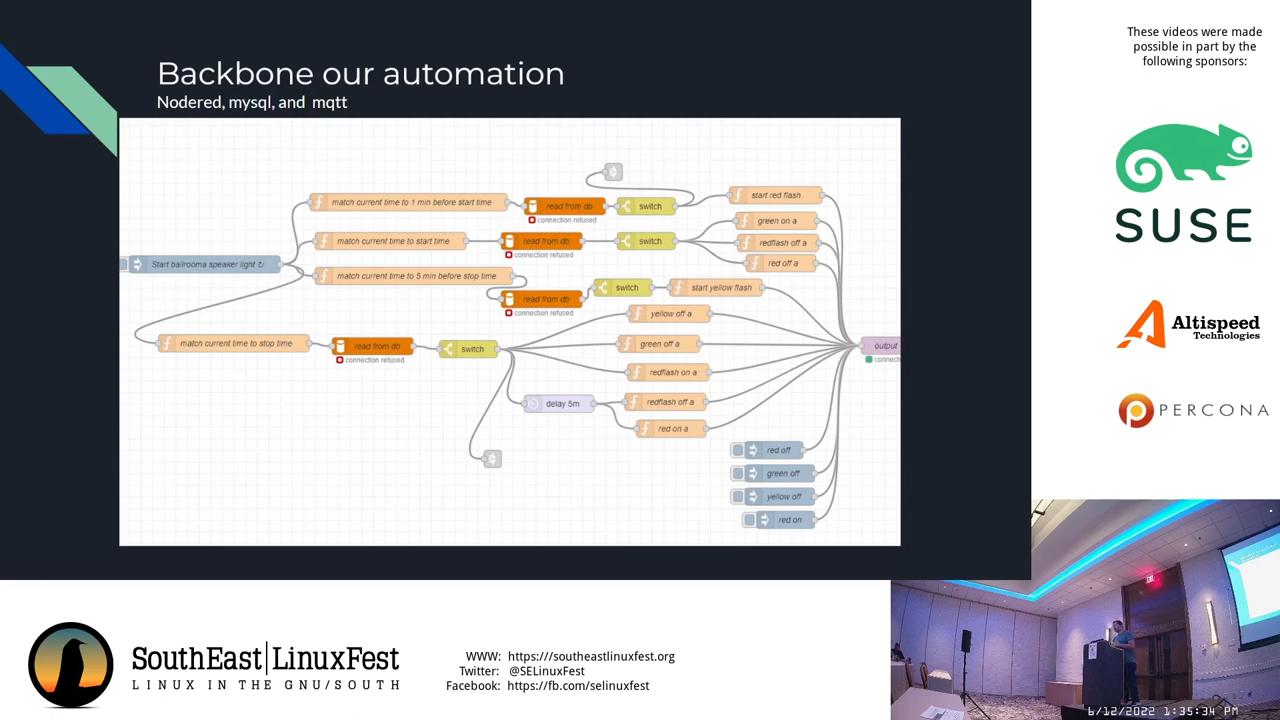 Backbone our automation
Nodered, mysql, and mqtt
match current time to 1 min before start time
read from db
connection refused
switch
start red flash
green on a
match current time to start time
read from db
connection refused
switch
redflash off a
red off a
Start ballrooma speaker light ↻
match current time to 5 min before stop time
read from db
connection refused
switch
start yellow flash
yellow off a
match current time to stop time
read from db
connection refused
switch
green off a
output
connecte
redflash on a
delay 5m
redflash off a
red on a
red off
green off
yellow off
red on
These videos were made
possible in part by the
following sponsors:
SUSE
Altispeed
Technologies
PERCONA
SouthEast|LinuxFest
LINUX IN THE GNU/SOUTH
WWW: https:///southeastlinuxfest.org
Twitter: @SELinuxFest
Facebook: https://fb.com/selinuxfest
6/12/2022 1:35:34 PM